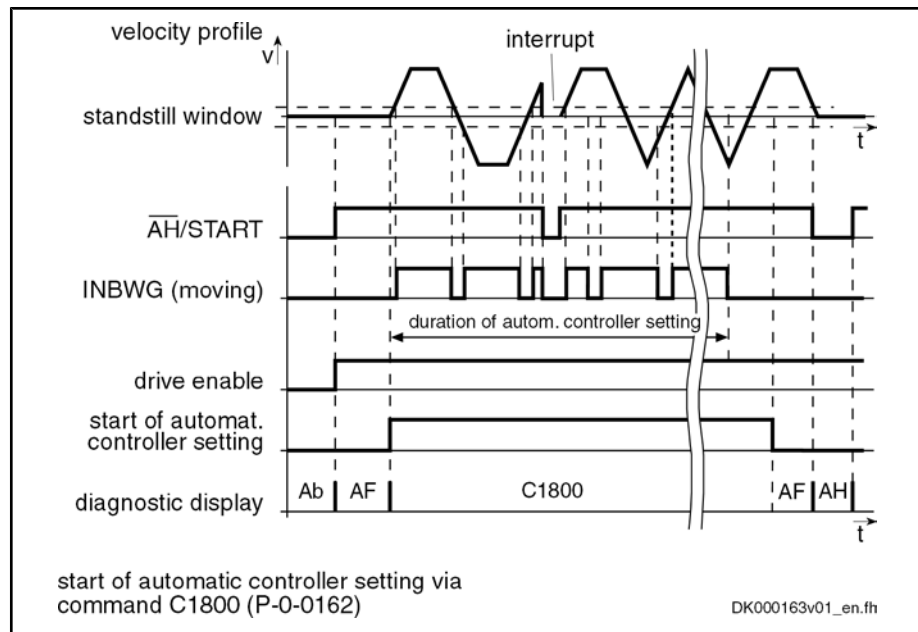 velocity profile
v
interrupt
standstill window
t
AH/START
INBWG (moving)
duration of autom. controller setting
drive enable
start of automat.
controller setting
diagnostic display
Ab
AF
C1800
AF
AH
t
start of automatic controller setting via
command C1800 (P-0-0162)
DK000163v01_en.fh